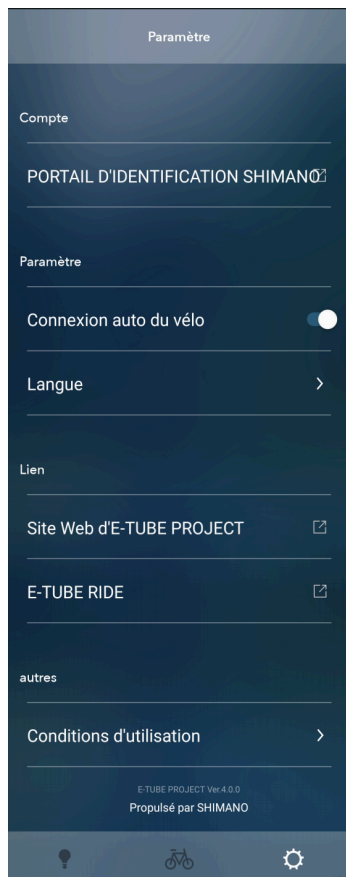 Paramètre
Compte
PORTAIL D'IDENTIFICATION SHIMANO
Paramètre
Connexion auto du vélo
Langue
Lien
Site Web d'E-TUBE PROJECT
E-TUBE RIDE
autres
Conditions d'utilisation
E-TUBE PROJECT Ver.4.0.0
Propulsé par SHIMANO